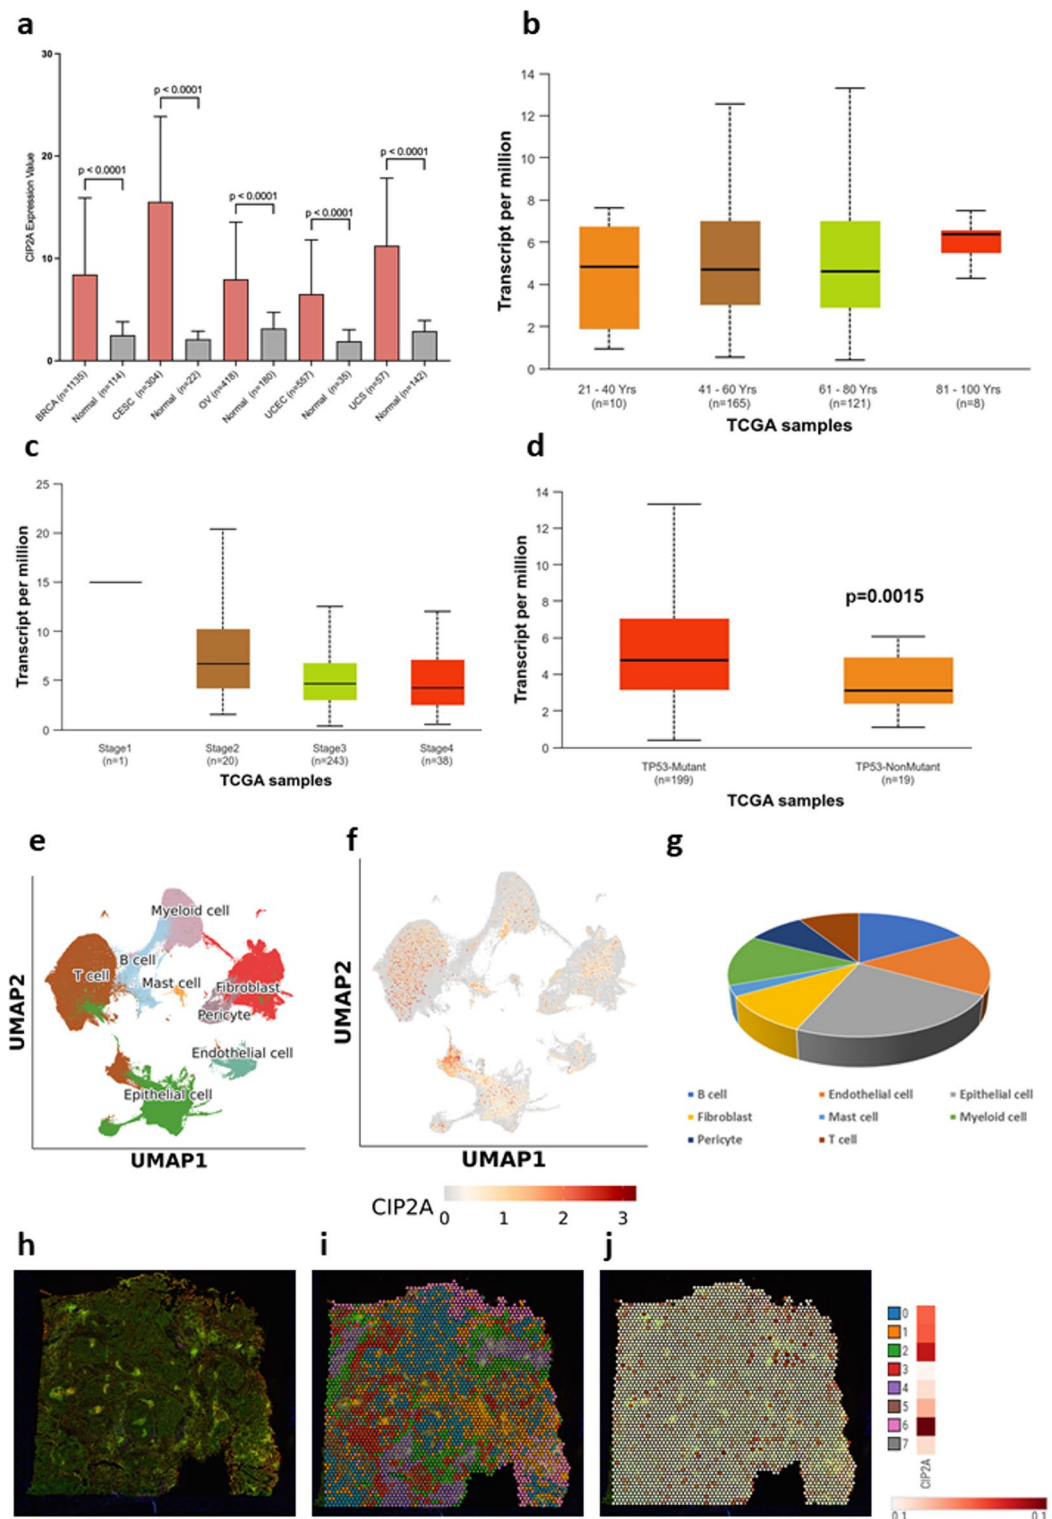 a
30
20
10
0
CIP2A Expression Value
p < 0.0001
p < 0.0001
p < 0.0001
p < 0.0001
p < 0.0001
BRCA (n=1135)
Normal (n=114)
CESC (n=304)
Normal (n=22)
OV (n=418)
Normal (n=180)
UCEC (n=557)
Normal (n=35)
UCS (n=57)
Normal (n=142)
b
Transcript per million
14
12
10
8
6
4
2
0
21 - 40 Yrs
(n=10)
41 - 60 Yrs
(n=165)
61 - 80 Yrs
(n=121)
81 - 100 Yrs
(n=8)
TCGA samples
c
Transcript per million
25
20
15
10
5
0
Stage1
(n=1)
Stage2
(n=20)
Stage3
(n=243)
Stage4
(n=38)
TCGA samples
d
Transcript per million
14
12
10
8
6
4
2
0
p=0.0015
TP53-Mutant
(n=199)
TP53-NonMutant
(n=19)
TCGA samples
e
UMAP2
Myeloid cell
B cell
T cell
Mast cell
Fibroblast
Pericyte
Endothelial cell
Epithelial cell
UMAP1
f
UMAP2
UMAP1
CIP2A
0 1 2 3
g
B cell
Endothelial cell
Epithelial cell
Fibroblast
Mast cell
Myeloid cell
Pericyte
T cell
h
i
j
0
1
2
3
4
5
6
7
CIP2A
0.1 0.1